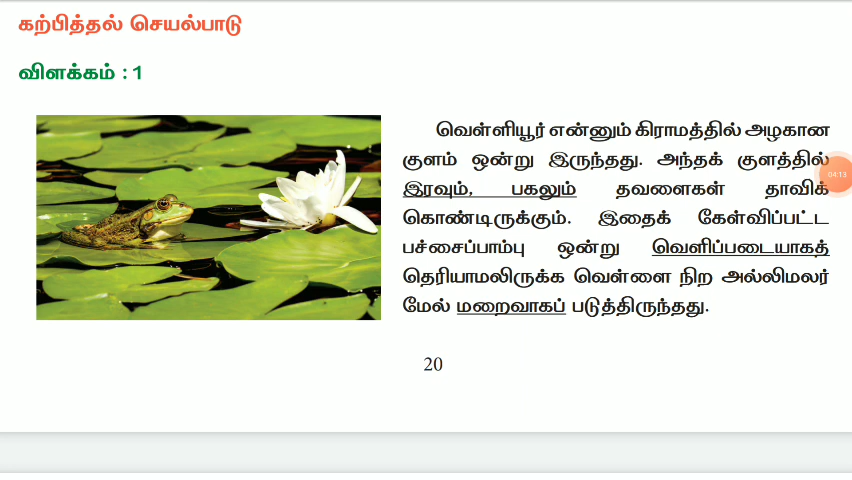 கற்பித்தல் செயல்பாடு
விளக்கம் : 1
வெள்ளியூர் என்னும் கிராமத்தில் அழகான
குளம் ஒன்று இருந்தது. அந்தக் குளத்தில்
இரவும், பகலும் தவளைகள் தாவிக்
கொண்டிருக்கும். இதைக் கேள்விப்பட்ட
பச்சைப்பாம்பு ஒன்று வெளிப்படையாகத்
தெரியாமலிருக்க வெள்ளை நிற அல்லிமலர்
மேல் மறைவாகப் படுத்திருந்தது.
04:13
20